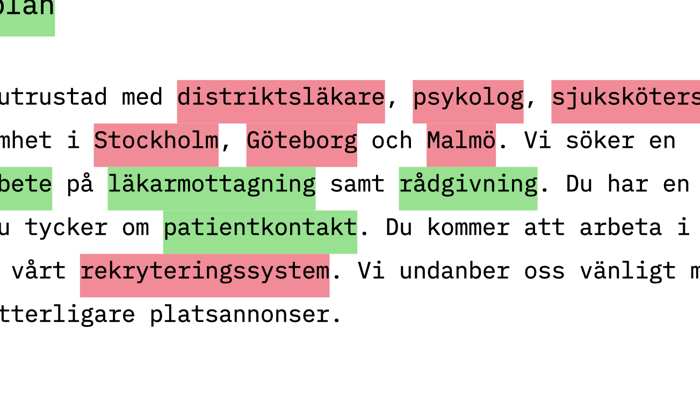 plan
utrustad med distriktsläkare, psykolog, sjuksköters
mhet i Stockholm, Göteborg och Malmö. Vi söker en
bete på läkarmottagning samt rådgivning. Du har en
u tycker om patientkontakt. Du kommer att arbeta i
vårt rekryteringssystem. Vi undanber oss vänligt m
tterligare platsannonser.